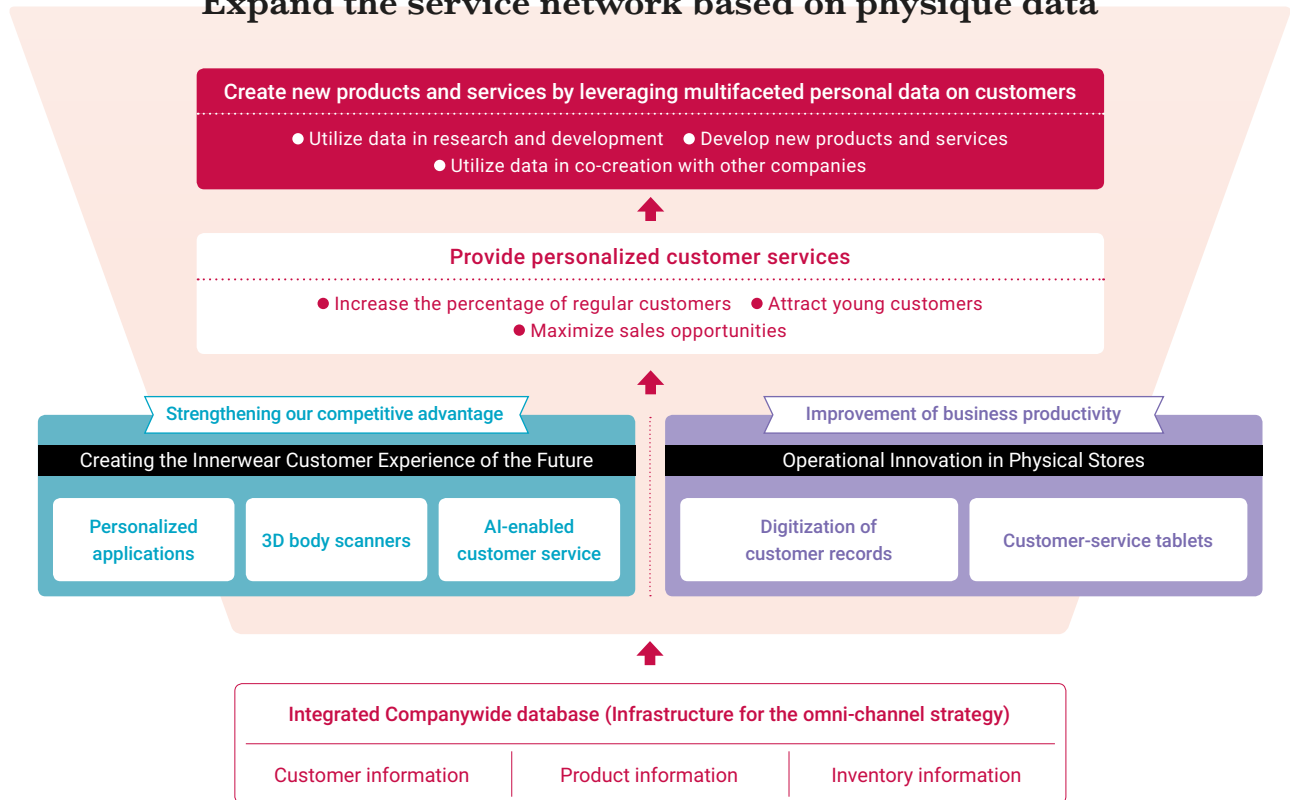 Expand the service network based on physique data
Create new products and services by leveraging multifaceted personal data on customers
● Utilize data in research and development ● Develop new products and services
● Utilize data in co-creation with other companies
Provide personalized customer services
● Increase the percentage of regular customers ● Attract young customers
● Maximize sales opportunities
Strengthening our competitive advantage
Creating the Innerwear Customer Experience of the Future
Personalized
applications
3D body scanners
AI-enabled
customer service
Improvement of business productivity
Operational Innovation in Physical Stores
Digitization of
customer records
Customer-service tablets
Integrated Companywide database (Infrastructure for the omni-channel strategy)
Customer information
Product information
Inventory information